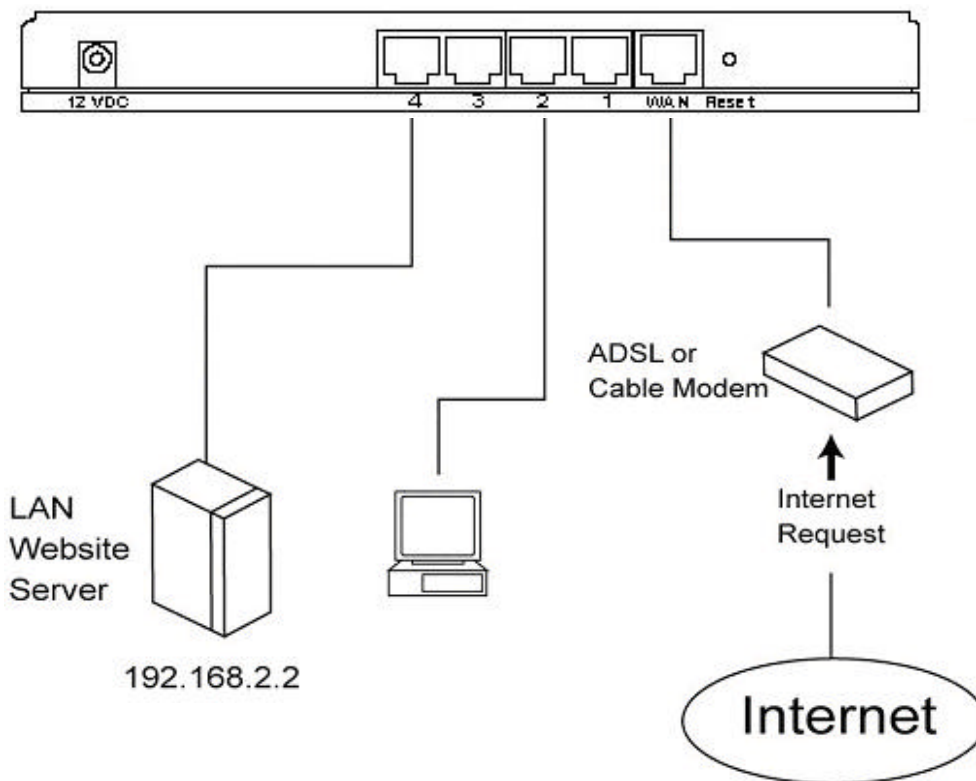 12 VDC
4
3
2
1
WAN
Reset
ADSL or
Cable Modem
Internet
Request
LAN
Website
Server
192.168.2.2
Internet